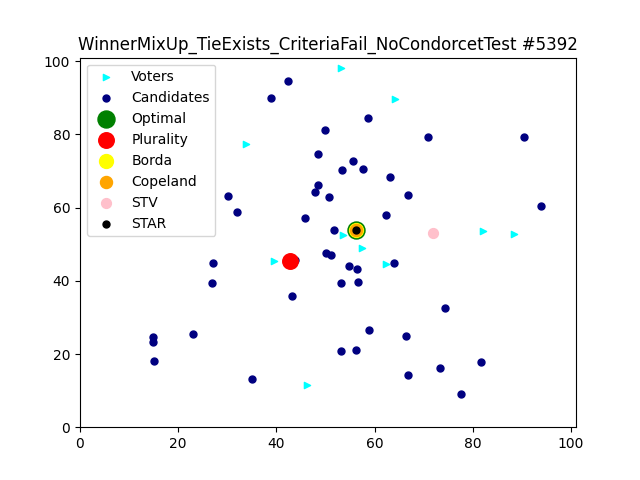 WinnerMixUp_TieExists_CriteriaFail_NoCondorcetTest #5392
100
80
60
40
20
0
Voters
Candidates
Optimal
Plurality
Borda
Copeland
STV
STAR
0 20 40 60 80 100